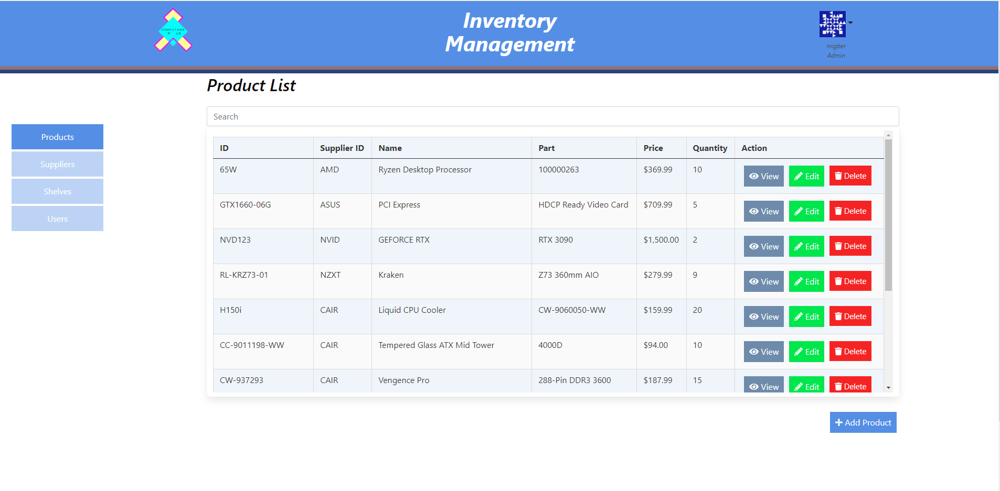 COMPUTERS
'R' US
Inventory
Management
migber
Admin
Product List
Search
Products
Suppliers
Shelves
Users
ID Supplier ID Name Part Price Quantity Action
65W AMD Ryzen Desktop Processor 100000263 $369.99 10 View Edit Delete
GTX1660-06G ASUS PCI Express HDCP Ready Video Card $709.99 5 View Edit Delete
NVD123 NVID GEFORCE RTX RTX 3090 $1,500.00 2 View Edit Delete
RL-KRZ73-01 NZXT Kraken Z73 360mm AIO $279.99 9 View Edit Delete
H150i CAIR Liquid CPU Cooler CW-9060050-WW $159.99 20 View Edit Delete
CC-9011198-WW CAIR Tempered Glass ATX Mid Tower 4000D $94.00 10 View Edit Delete
CW-937293 CAIR Vengence Pro 288-Pin DDR3 3600 $187.99 15 View Edit Delete
Add Product